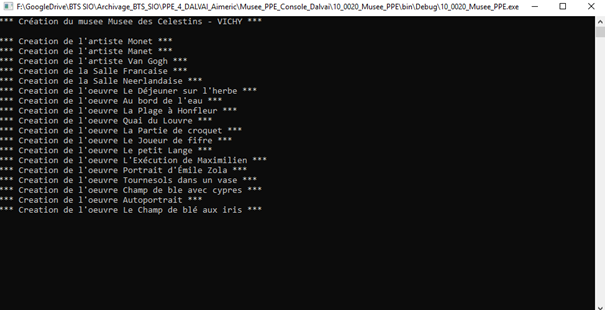 F:\GoogleDrive\BTS SIO\Archivage_BTS_SIO\PPE_4_DALVAI_Aimeric\Musee_PPE_Console_Dalvai\10_0020_Musee_PPE\bin\Debug\10_0020_Musee_PPE.exe
*** Création du musee Musee des Celestins - VICHY ***
*** Creation de l'artiste Monet ***
*** Creation de l'artiste Manet ***
*** Creation de l'artiste Van Gogh ***
*** Creation de la Salle Francaise ***
*** Creation de la Salle Neerlandaise ***
*** Creation de l'oeuvre Le Déjeuner sur l'herbe ***
*** Creation de l'oeuvre Au bord de l'eau ***
*** Creation de l'oeuvre La Plage à Honfleur ***
*** Creation de l'oeuvre Quai du Louvre ***
*** Creation de l'oeuvre La Partie de croquet ***
*** Creation de l'oeuvre Le Joueur de fifre ***
*** Creation de l'oeuvre Le petit Lange ***
*** Creation de l'oeuvre L'Exécution de Maximilien ***
*** Creation de l'oeuvre Portrait d'Émile Zola ***
*** Creation de l'oeuvre Tournesols dans un vase ***
*** Creation de l'oeuvre Champ de ble avec cypres ***
*** Creation de l'oeuvre Autoportrait ***
*** Creation de l'oeuvre Le Champ de blé aux iris ***